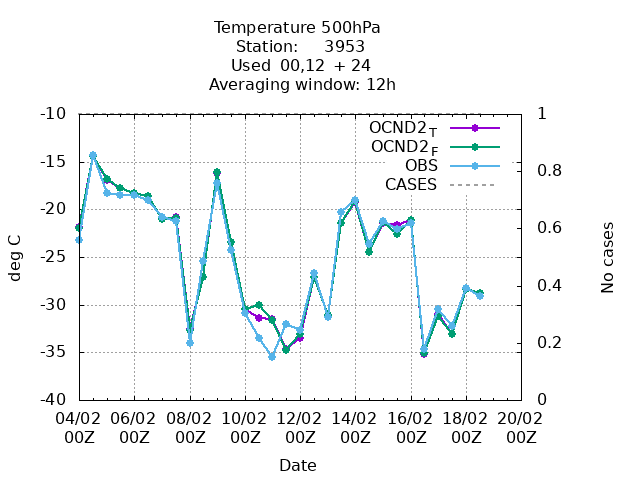 Temperature 500hPa
Station: 3953
Used 00,12 + 24
Averaging window: 12h
OCND2T
OCND2F
OBS
CASES
-10
-15
-20
-25
-30
-35
-40
deg C
1
0.8
0.6
0.4
0.2
0
No cases
04/02 06/02 08/02 10/02 12/02 14/02 16/02 18/02 20/02
00Z 00Z 00Z 00Z 00Z 00Z 00Z 00Z 00Z
Date